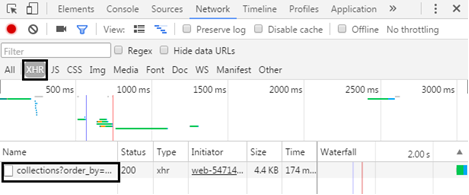 Elements Console Sources Network Timeline
View: Preserve log Disable cache Offline No throttling
Filter Regex Hide data URLs
All XHR JS CSS Img Media Font Doc WS Manifest Other
500 ms 1000 ms 1500 ms 2000 ms 2500 ms 3000 ms
Name Status Type Initiator Size Time Waterfall 2.00 s
collections?order_by=... 200 xhr web-54714... 4.4 KB 174 m...